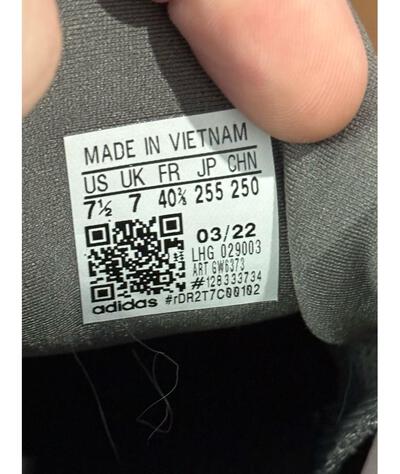 MADE IN VIETNAM
US UK FR JP CHN
7½ 7 40⅔ 255 250
03/22
LHG 029003
ART GW6373
#128333734
adidas #rDR2T7C00102